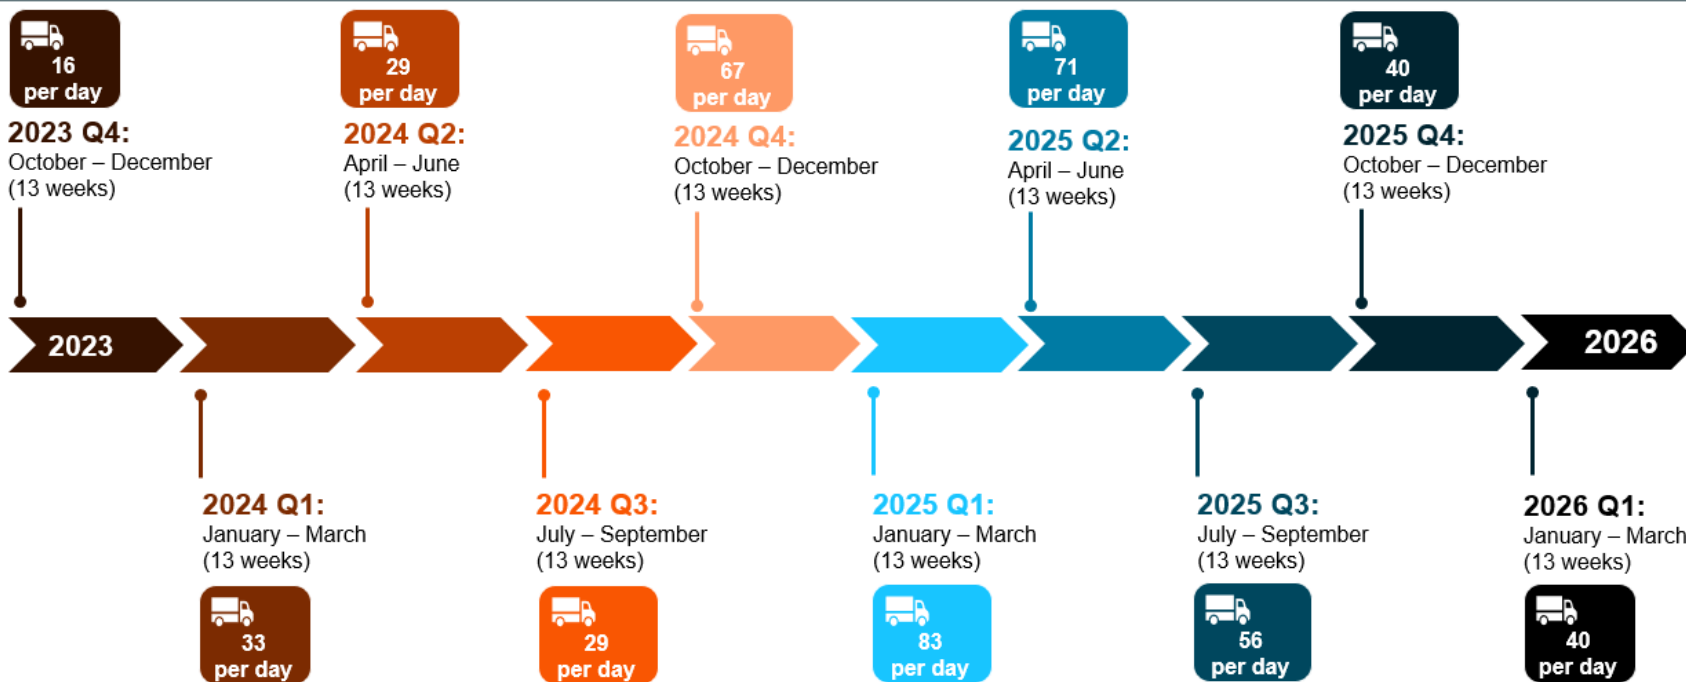 16
per day
2023 Q4:
October – December
(13 weeks)
29
per day
2024 Q2:
April – June
(13 weeks)
67
per day
2024 Q4:
October – December
(13 weeks)
71
per day
2025 Q2:
April – June
(13 weeks)
40
per day
2025 Q4:
October – December
(13 weeks)
2023
2026
2024 Q1:
January – March
(13 weeks)
33
per day
2024 Q3:
July – September
(13 weeks)
29
per day
2025 Q1:
January – March
(13 weeks)
83
per day
2025 Q3:
July – September
(13 weeks)
56
per day
2026 Q1:
January – March
(13 weeks)
40
per day